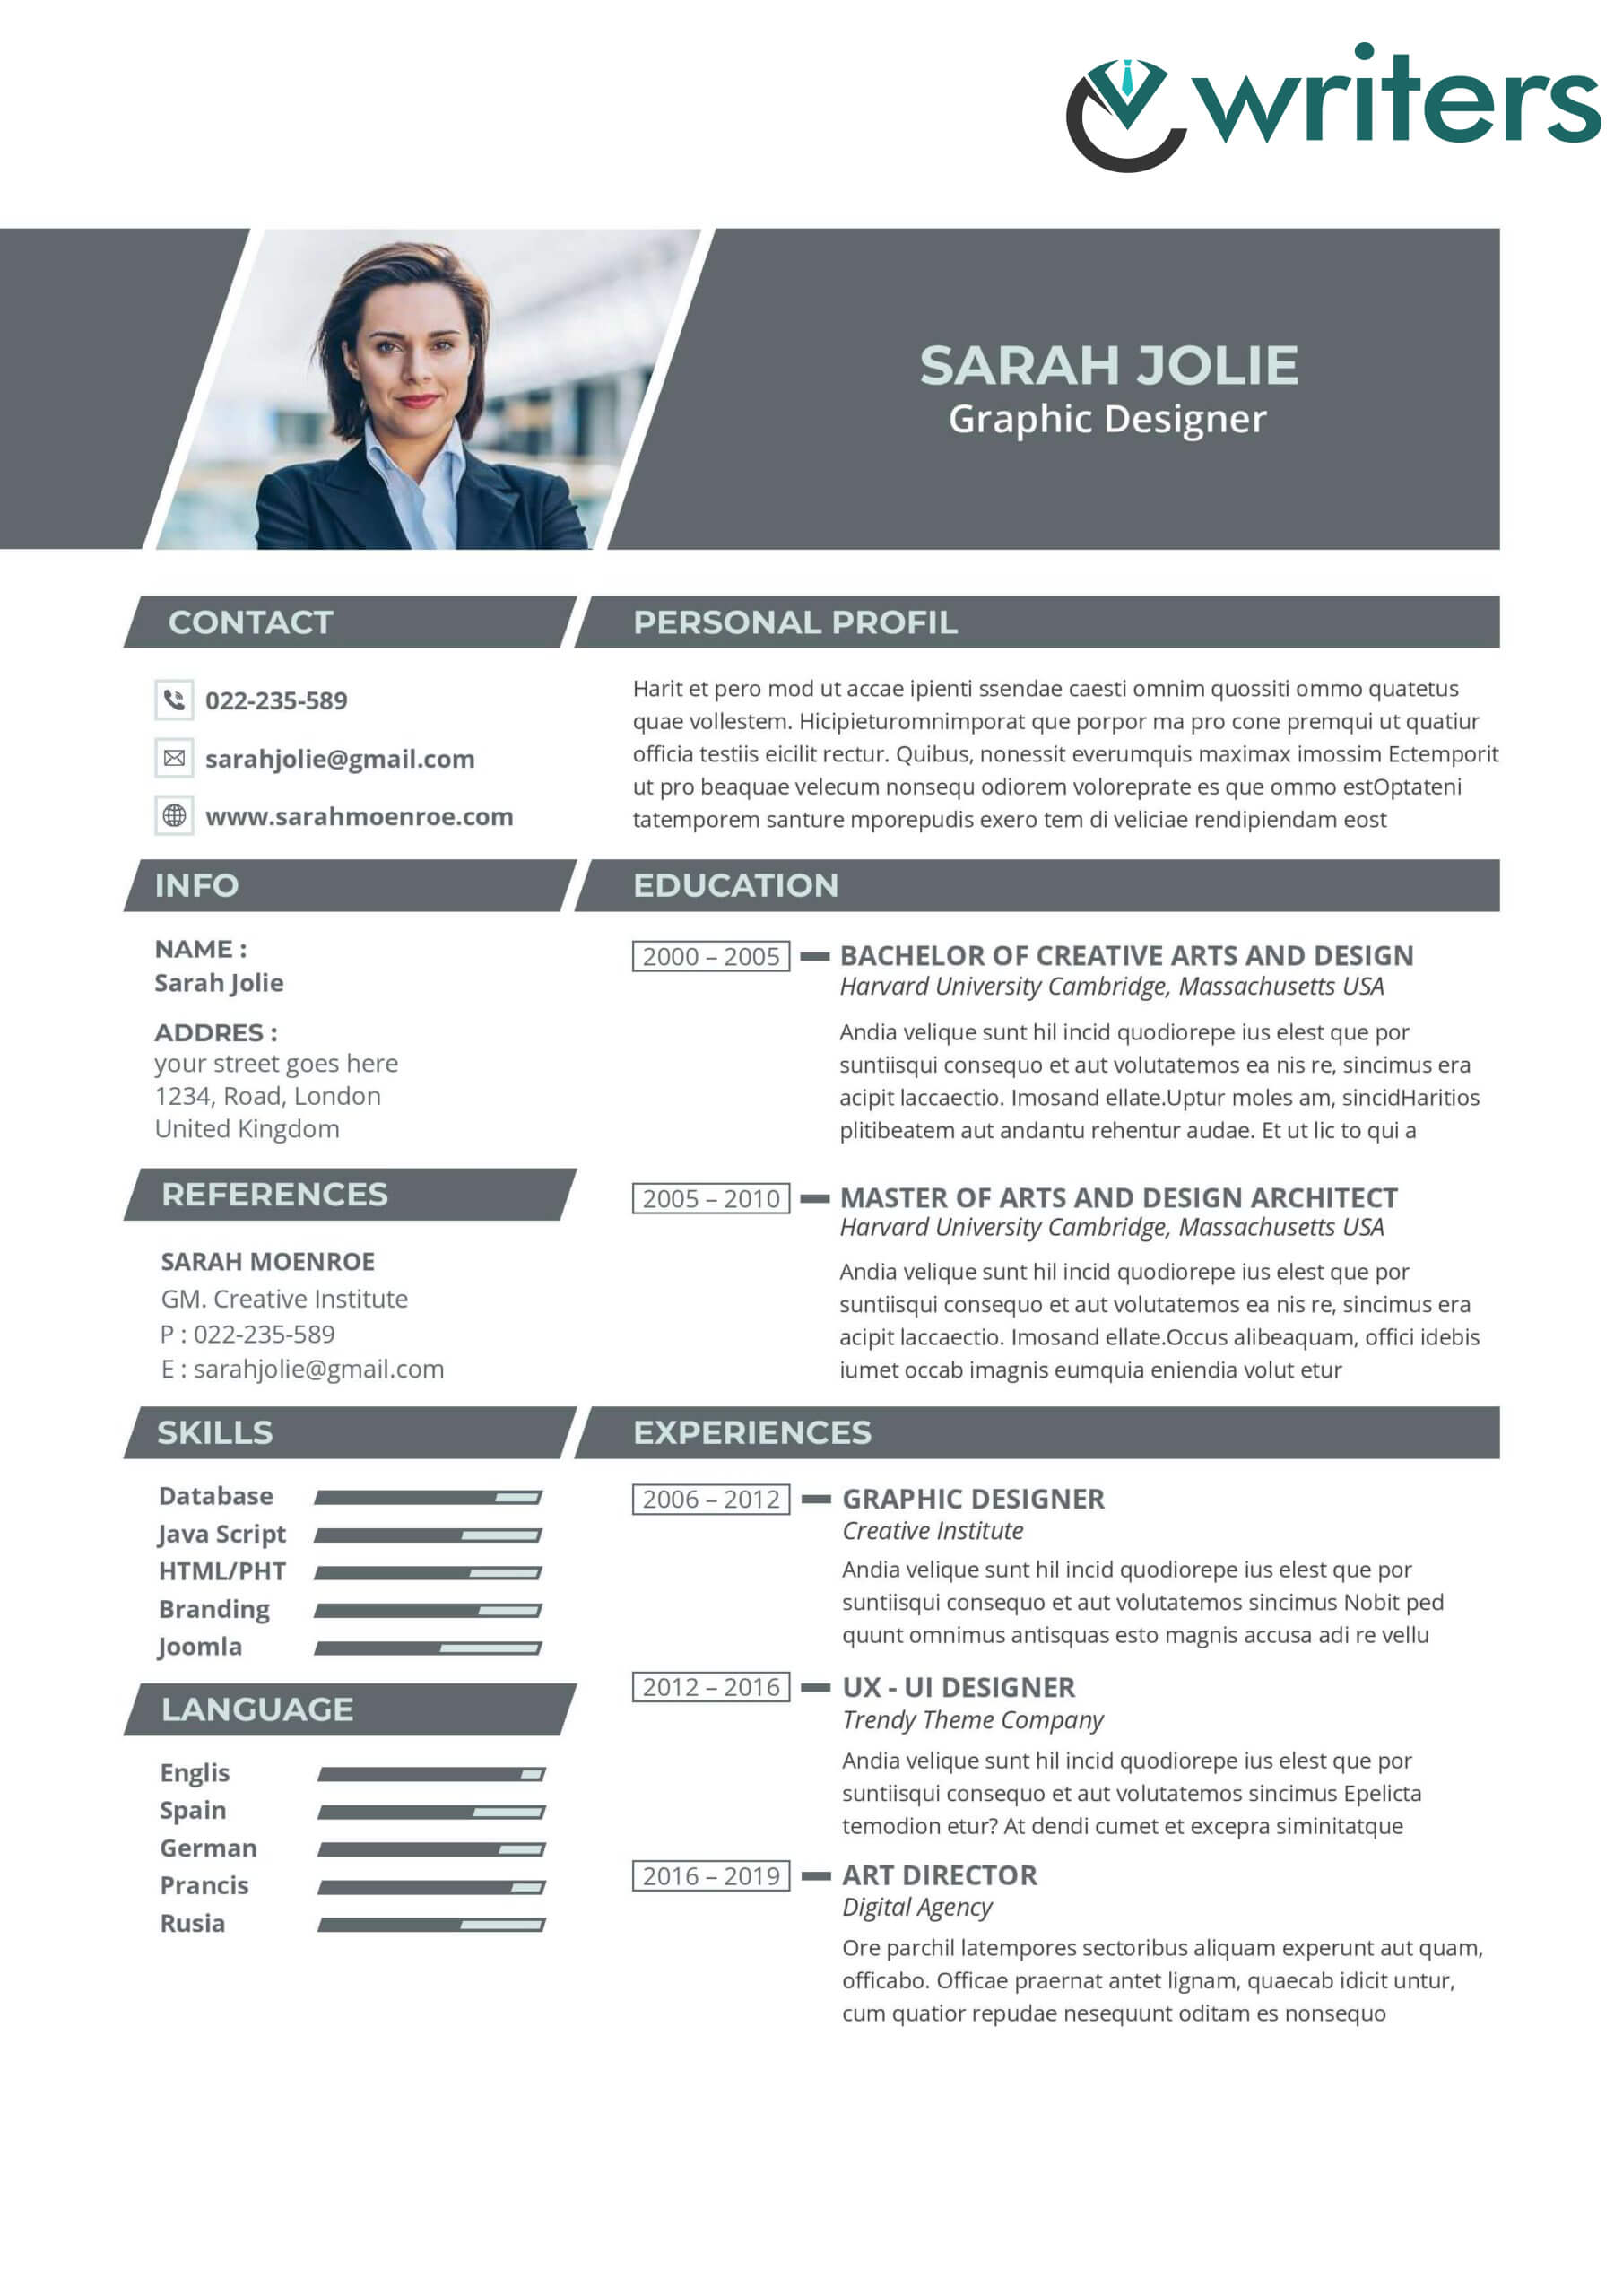 writers
SARAH JOLIE
Graphic Designer
CONTACT
022-235-589
sarahjolie@gmail.com
www.sarahmoenroe.com
INFO
NAME :
Sarah Jolie
ADDRES :
your street goes here
1234, Road, London
United Kingdom
REFERENCES
SARAH MOENROE
GM. Creative Institute
P : 022-235-589
E : sarahjolie@gmail.com
SKILLS
Database
Java Script
HTML/PHT
Branding
Joomla
LANGUAGE
Englis
Spain
German
Prancis
Rusia
PERSONAL PROFIL
Harit et pero mod ut accae ipienti ssendae caesti omnim quossiti ommo quatetus
quae vollestem. Hicipieturomnimporat que porpor ma pro cone premqui ut quatiur
officia testiis eicilit rectur. Quibus, nonessit everumquis maximax imossim Ectemporit
ut pro beaquae velecum nonsequ odiorem voloreprate es que ommo estOptateni
tatemporem santure mporepudis exero tem di veliciae rendipiendam eost
EDUCATION
2000 – 2005
BACHELOR OF CREATIVE ARTS AND DESIGN
Harvard University Cambridge, Massachusetts USA
Andia velique sunt hil incid quodiorepe ius elest que por
suntiisqui consequo et aut volutatemos ea nis re, sincimus era
acipit laccaectio. Imosand ellate.Uptur moles am, sincidHaritios
plitibeatem aut andantu rehentur audae. Et ut lic to qui a
2005 – 2010
MASTER OF ARTS AND DESIGN ARCHITECT
Harvard University Cambridge, Massachusetts USA
Andia velique sunt hil incid quodiorepe ius elest que por
suntiisqui consequo et aut volutatemos ea nis re, sincimus era
acipit laccaectio. Imosand ellate.Occus alibeaquam, offici idebis
iumet occab imagnis eumquia eniendia volut etur
EXPERIENCES
2006 – 2012
GRAPHIC DESIGNER
Creative Institute
Andia velique sunt hil incid quodiorepe ius elest que por
suntiisqui consequo et aut volutatemos sincimus Nobit ped
quunt omnimus antisquas esto magnis accusa adi re vellu
2012 – 2016
UX - UI DESIGNER
Trendy Theme Company
Andia velique sunt hil incid quodiorepe ius elest que por
suntiisqui consequo et aut volutatemos sincimus Epelicta
temodion etur? At dendi cumet et excepra siminitatque
2016 – 2019
ART DIRECTOR
Digital Agency
Ore parchil latempores sectoribus aliquam experunt aut quam,
officabo. Officae praernat antet lignam, quaecab idicit untur,
cum quatior repudae nesequunt oditam es nonsequo